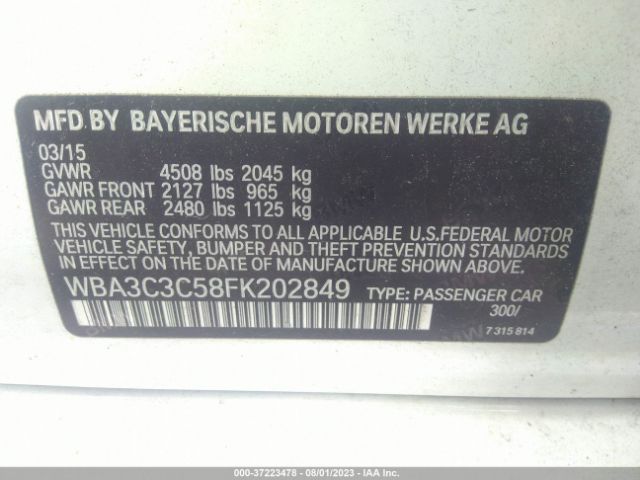 MFD.BY BAYERISCHE MOTOREN WERKE AG
03/15
GVWR 4508 lbs 2045 kg
GAWR FRONT 2127 lbs 965 kg
GAWR REAR 2480 lbs 1125 kg
THIS VEHICLE CONFORMS TO ALL APPLICABLE U.S.FEDERAL MOTOR
VEHICLE SAFETY, BUMPER AND THEFT PREVENTION STANDARDS
IN EFFECT ON THE DATE OF MANUFACTURE SHOWN ABOVE.
WBA3C3C58FK202849 TYPE: PASSENGER CAR
300/
7 315 814
000-37223478 - 08/01/2023 - IAA Inc.